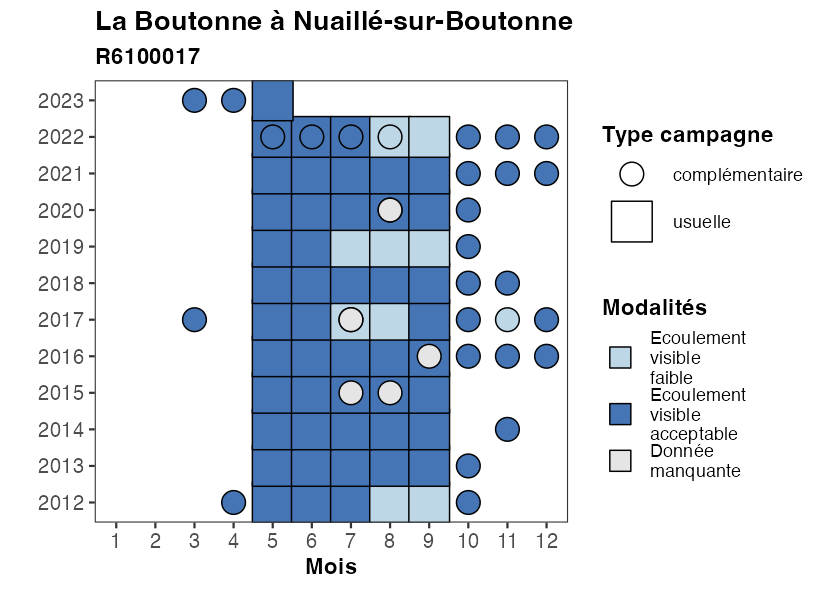 La Boutonne à Nuaillé-sur-Boutonne
R6100017
2023
2022
2021
2020
2019
2018
2017
2016
2015
2014
2013
2012
1 2 3 4 5 6 7 8 9 10 11 12
Mois
Type campagne
complémentaire
usuelle
Modalités
Ecoulement
visible
faible
Ecoulement
visible
acceptable
Donnée
manquante